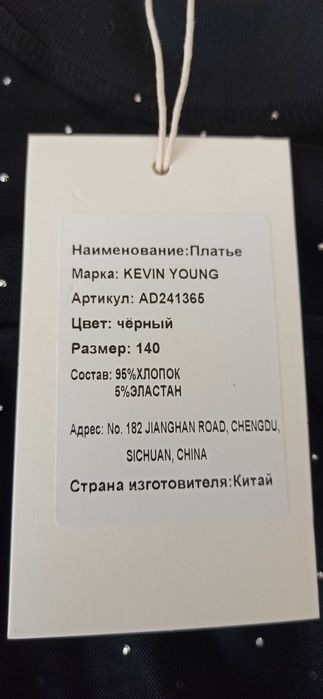 Наименование:Платье
Марка: KEVIN YOUNG
Артикул: AD241365
Цвет: чёрный
Размер: 140
Состав: 95%ХЛОПОК
5%ЭЛАСТАН
Адрес: No. 182 JIANGHAN ROAD, CHENGDU,
SICHUAN, CHINA
Страна изготовителя:Китай